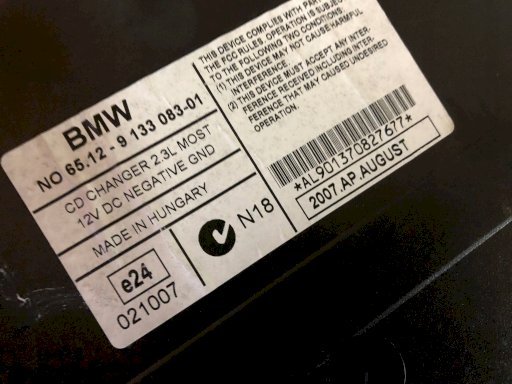 BMW
NO 65.12 - 9 133 083-01
CD CHANGER 2.3L MOST
12V DC NEGATIVE GND
MADE IN HUNGARY
e24
021007
N18
THIS DEVICE COMPLIES WITH PART
THE FCC RULES. OPERATION IS SUBJE
TO THE FOLLOWING TWO CONDITIONS:
(1) THIS DEVICE MAY NOT CAUSE HARMFUL
INTERFERENCE.
(2) THIS DEVICE MUST ACCEPT ANY INTER-
FERENCE RECEIVED INCLUDING INTER-
FERENCE THAT MAY CAUSED UNDESIRED
OPERATION.
*AL901370827677*
2007.AP AUGUST